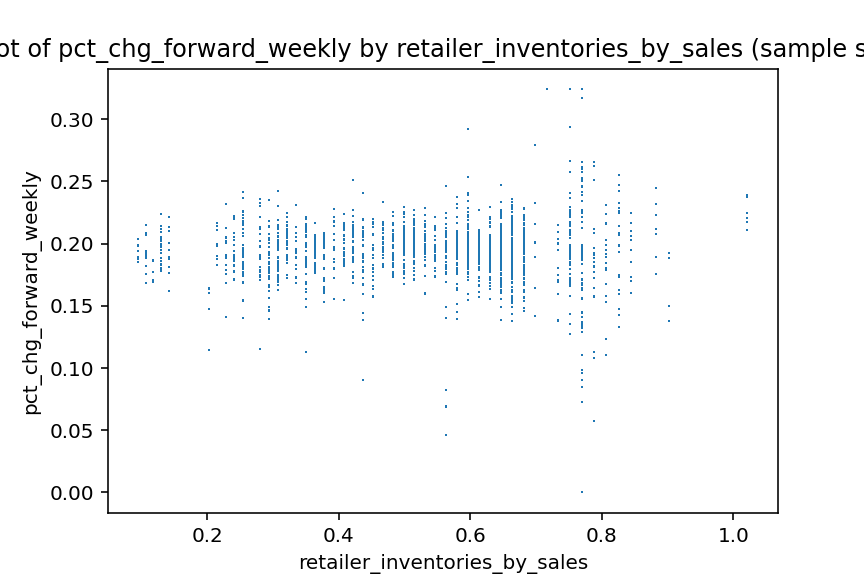 of pct_chg_forward_weekly by retailer_inventories_by_sales (sample
0.30
0.25
0.20
0.15
0.10
0.05
0.00
pct_chg_forward_weekly
0.2 0.4 0.6 0.8 1.0
retailer_inventories_by_sales